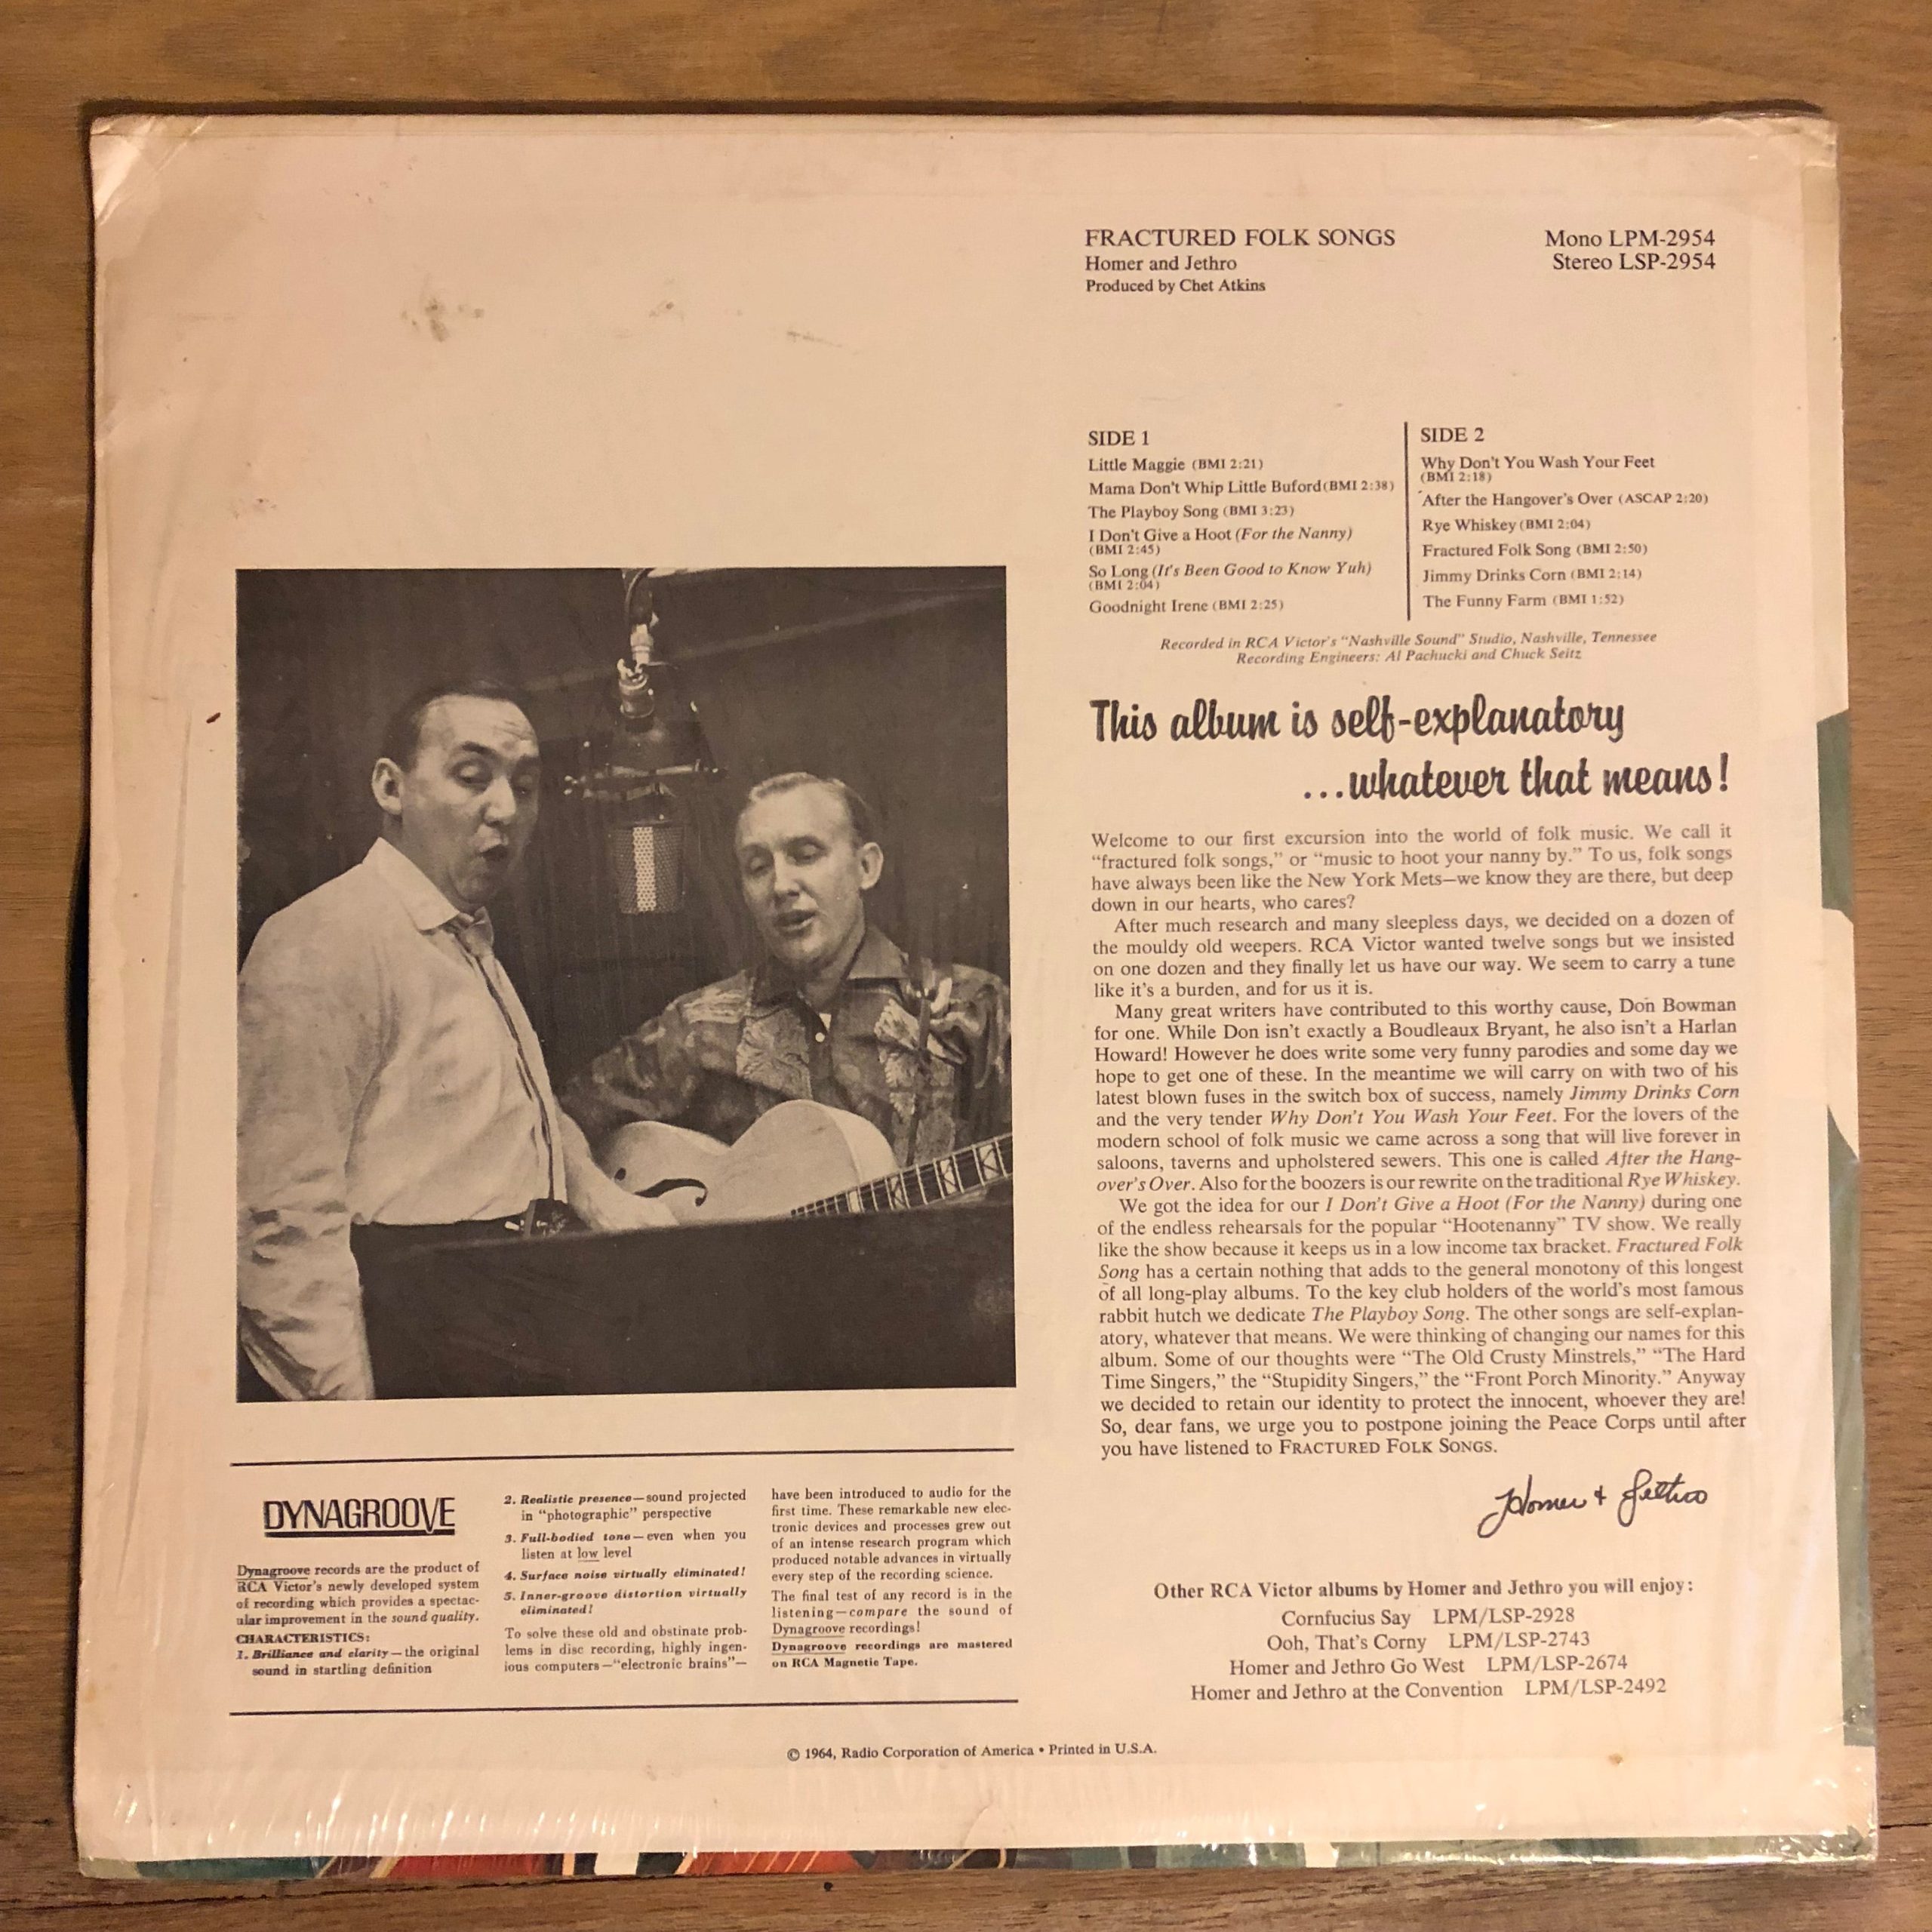 FRACTURED FOLK SONGS
Homer and Jethro
Produced by Chet Atkins
Mono LPM-2954
Stereo LSP-2954
SIDE 1
Little Maggie (BMI 2:21)
Mama Don't Whip Little Buford (BMI 2:38)
The Playboy Song (BMI 3:23)
I Don't Give a Hoot (For the Nanny)
(BMI 2:45)
So Long (It's Been Good to Know Yuh)
(BMI 2:04)
Goodnight Irene (BMI 2:25)
SIDE 2
Why Don't You Wash Your Feet
(BMI 2:18)
After the Hangover's Over (ASCAP 2:20)
Rye Whiskey (BMI 2:04)
Fractured Folk Song (BMI 2:50)
Jimmy Drinks Corn (BMI 2:14)
The Funny Farm (BMI 1:52)
Recorded in RCA Victor's "Nashville Sound" Studio, Nashville, Tennessee
Recording Engineers: Al Pachucki and Chuck Seitz
This album is self-explanatory
...whatever that means!
Welcome to our first excursion into the world of folk music. We call it
"fractured folk songs," or "music to hoot your nanny by." To us, folk songs
have always been like the New York Mets—we know they are there, but deep
down in our hearts, who cares?
After much research and many sleepless days, we decided on a dozen of
the mouldy old weepers. RCA Victor wanted twelve songs but we insisted
on one dozen and they finally let us have our way. We seem to carry a tune
like it's a burden, and for us it is.
Many great writers have contributed to this worthy cause, Don Bowman
for one. While Don isn't exactly a Boudleaux Bryant, he also isn't a Harlan
Howard! However he does write some very funny parodies and some day we
hope to get one of these. In the meantime we will carry on with two of his
latest blown fuses in the switch box of success, namely Jimmy Drinks Corn
and the very tender Why Don't You Wash Your Feet. For the lovers of the
modern school of folk music we came across a song that will live forever in
saloons, taverns and upholstered sewers. This one is called After the Hang-
over's Over. Also for the boozers is our rewrite on the traditional Rye Whiskey.
We got the idea for our I Don't Give a Hoot (For the Nanny) during one
of the endless rehearsals for the popular "Hootenanny" TV show. We really
like the show because it keeps us in a low income tax bracket. Fractured Folk
Song has a certain nothing that adds to the general monotony of this longest
of all long-play albums. To the key club holders of the world's most famous
rabbit hutch we dedicate The Playboy Song. The other songs are self-explan-
atory, whatever that means. We were thinking of changing our names for this
album. Some of our thoughts were "The Old Crusty Minstrels," "The Hard
Time Singers," the "Stupidity Singers," the "Front Porch Minority." Anyway
we decided to retain our identity to protect the innocent, whoever they are!
So, dear fans, we urge you to postpone joining the Peace Corps until after
you have listened to FRACTURED FOLK SONGS.
Homer + Jethro
DYNAGROOVE
Dynagroove records are the product of
RCA Victor's newly developed system
of recording which provides a spectac-
ular improvement in the sound quality.
CHARACTERISTICS:
1. Brilliance and clarity—the original
sound in startling definition
2. Realistic presence—sound projected
in "photographic" perspective
3. Full-bodied tone—even when you
listen at low level
4. Surface noise virtually eliminated!
5. Inner-groove distortion virtually
eliminated!
To solve these old and obstinate prob-
lems in disc recording, highly ingen-
ious computers—"electronic brains"—
have been introduced to audio for the
first time. These remarkable new elec-
tronic devices and processes grew out
of an intense research program which
produced notable advances in virtually
every step of the recording science.
The final test of any record is in the
listening—compare the sound of
Dynagroove recordings!
Dynagroove recordings are mastered
on RCA Magnetic Tape.
Other RCA Victor albums by Homer and Jethro you will enjoy:
Cornfucius Say LPM/LSP-2928
Ooh, That's Corny LPM/LSP-2743
Homer and Jethro Go West LPM/LSP-2674
Homer and Jethro at the Convention LPM/LSP-2492
© 1964, Radio Corporation of America • Printed in U.S.A.